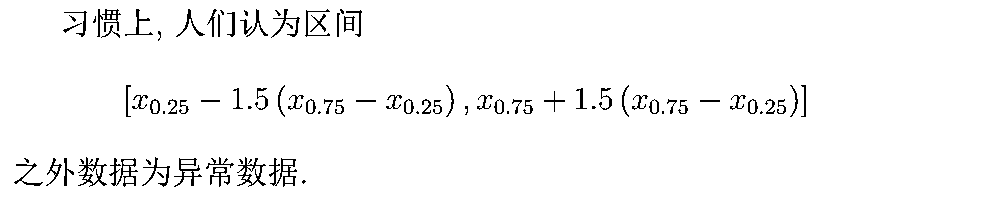 习惯上, 人们认为区间
[x_{0.25} − 1.5 (x_{0.75} − x_{0.25}) , x_{0.75} + 1.5 (x_{0.75} − x_{0.25})]
之外数据为异常数据.